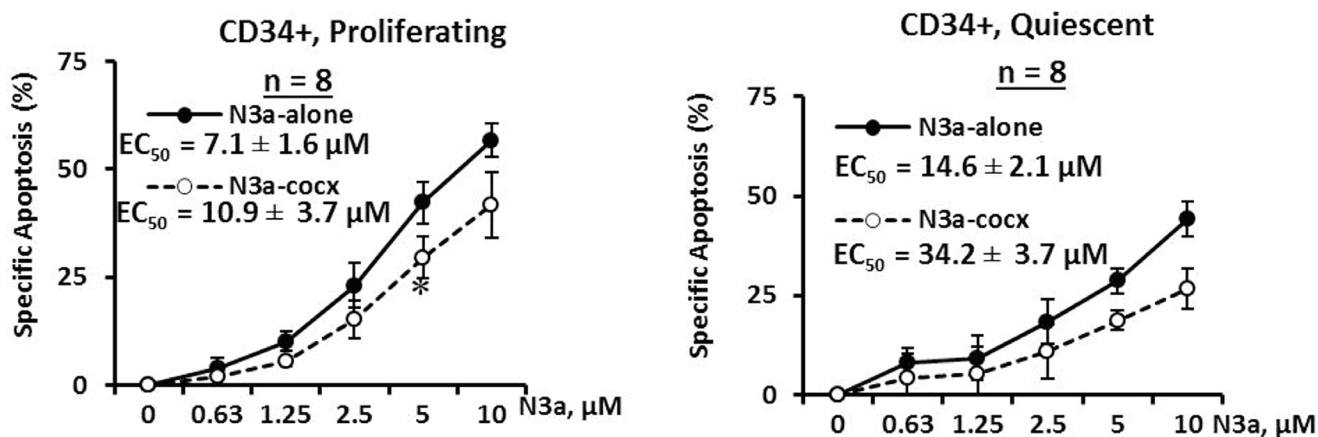 CD34+, Proliferating
n = 8
N3a-alone
EC50 = 7.1 ± 1.6 μM
N3a-cocx
EC50 = 10.9 ± 3.7 μM
Specific Apoptosis (%)
75
50
25
0
*
0 0.63 1.25 2.5 5 10 N3a, μM
CD34+, Quiescent
n = 8
N3a-alone
EC50 = 14.6 ± 2.1 μM
N3a-cocx
EC50 = 34.2 ± 3.7 μM
Specific Apoptosis (%)
75
50
25
0
0 0.63 1.25 2.5 5 10 N3a, μM